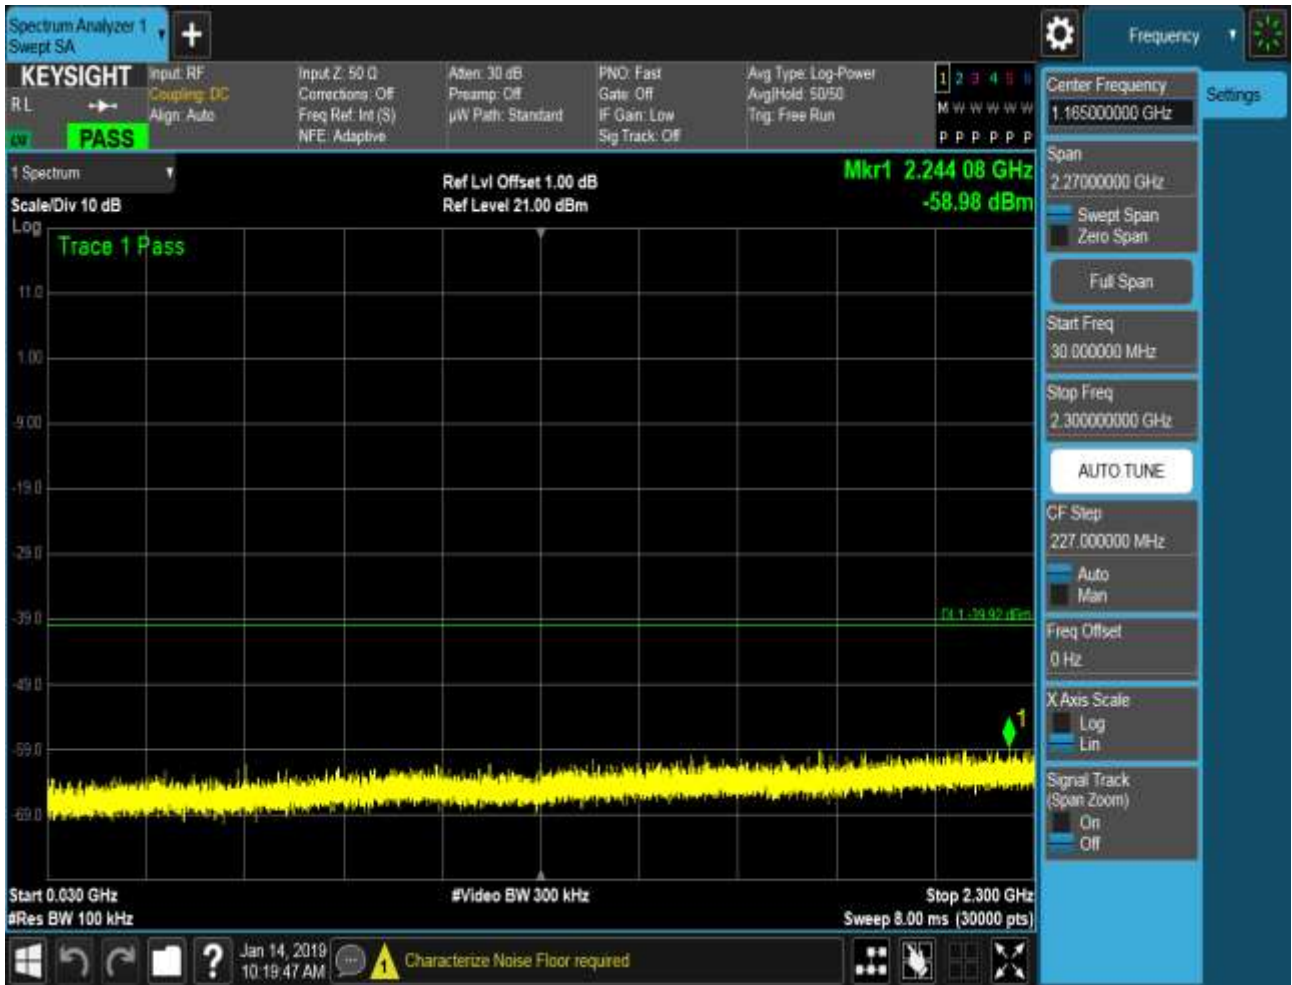 Spectrum Analyzer 1
Swept SA
+
Frequency
KEYSIGHT
RL
PASS
Input: RF
Coupling: DC
Align: Auto
Input Z: 50 Ω
Corrections: Off
Freq Ref: Int (S)
NFE: Adaptive
Atten: 30 dB
Preamp: Off
µW Path: Standard
PNO: Fast
Gate: Off
IF Gain: Low
Sig Track: Off
Avg Type: Log-Power
Avg|Hold: 50/50
Trig: Free Run
1 2 3 4 5 6
M W W W W W
P P P P P P
1 Spectrum
Scale/Div 10 dB
Ref Lvl Offset 1.00 dB
Ref Level 21.00 dBm
Mkr1 2.244 08 GHz
-58.98 dBm
Log
Trace 1 Pass
11.0
1.00
-9.00
-19.0
-29.0
-39.0
DL1 -39.92 dBm
-49.0
1
-59.0
-69.0
Start 0.030 GHz
#Video BW 300 kHz
Stop 2.300 GHz
#Res BW 100 kHz
Sweep 8.00 ms (30000 pts)
Center Frequency
1.165000000 GHz
Settings
Span
2.27000000 GHz
Swept Span
Zero Span
Full Span
Start Freq
30.000000 MHz
Stop Freq
2.300000000 GHz
AUTO TUNE
CF Step
227.000000 MHz
Auto
Man
Freq Offset
0 Hz
X Axis Scale
Log
Lin
Signal Track
(Span Zoom)
On
Off
?
Jan 14, 2019
10:19:47 AM
1
Characterize Noise Floor required